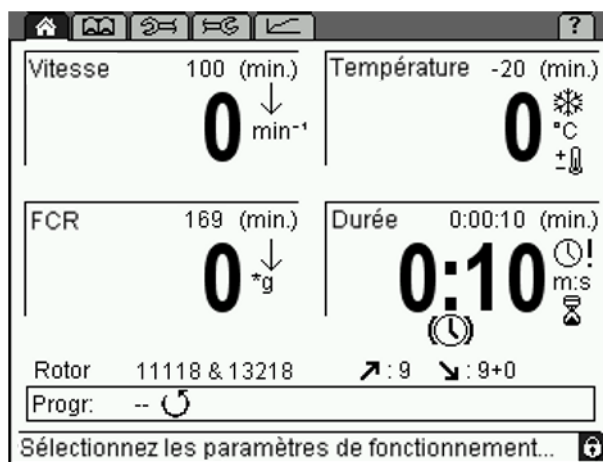 ?
Vitesse 100 (min.)
0 min⁻¹
Température -20 (min.)
0 °C
FCR 169 (min.)
0 *g
Durée 0:00:10 (min.)
0:10 m:s
Rotor 11118 & 13218 ↗:9 ↘:9+0
Progr: --
Sélectionnez les paramètres de fonctionnement...